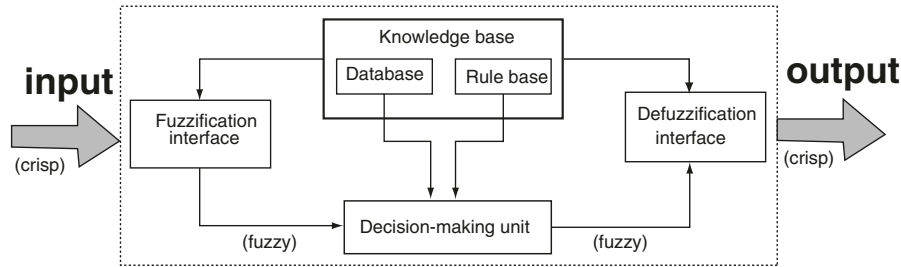 Knowledge base
Database
Rule base
input
(crisp)
Fuzzification
interface
Defuzzification
interface
output
(crisp)
Decision-making unit
(fuzzy)
(fuzzy)